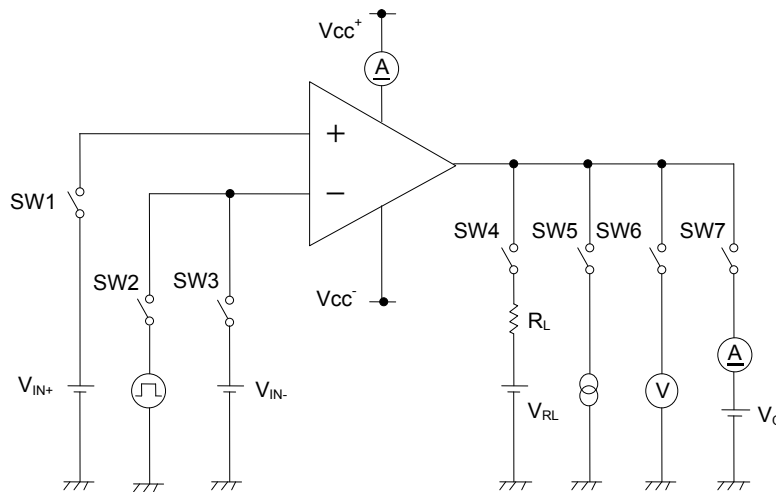 Vcc+
A
+
−
SW1
SW2
SW3
SW4
SW5
SW6
SW7
Vcc-
RL
A
VIN+
VIN-
VRL
V